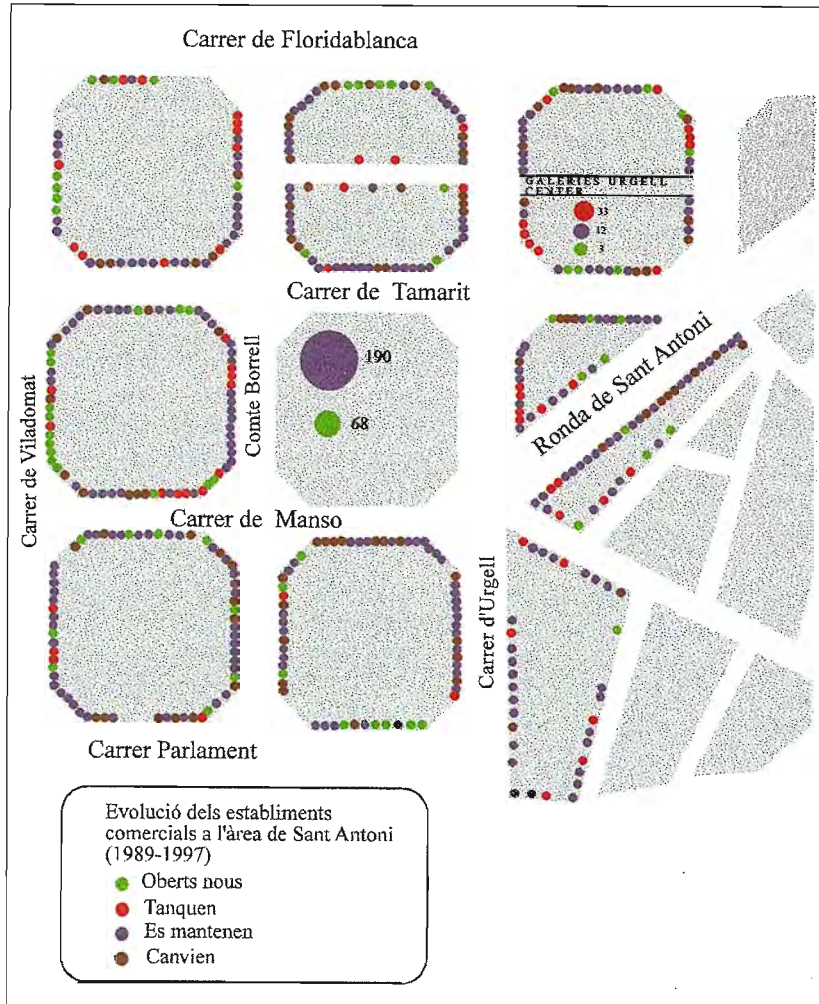 Carrer de Floridablanca
GALERIES URGELL
CENTER
33
12
3
Carrer de Tamarit
190
68
Comte Borrell
Carrer de Viladomat
Ronda de Sant Antoni
Carrer de Manso
Carrer d'Urgell
Carrer Parlament
Evolució dels establiments
comercials a l'àrea de Sant Antoni
(1989-1997)
Oberts nous
Tanquen
Es mantenen
Canvien